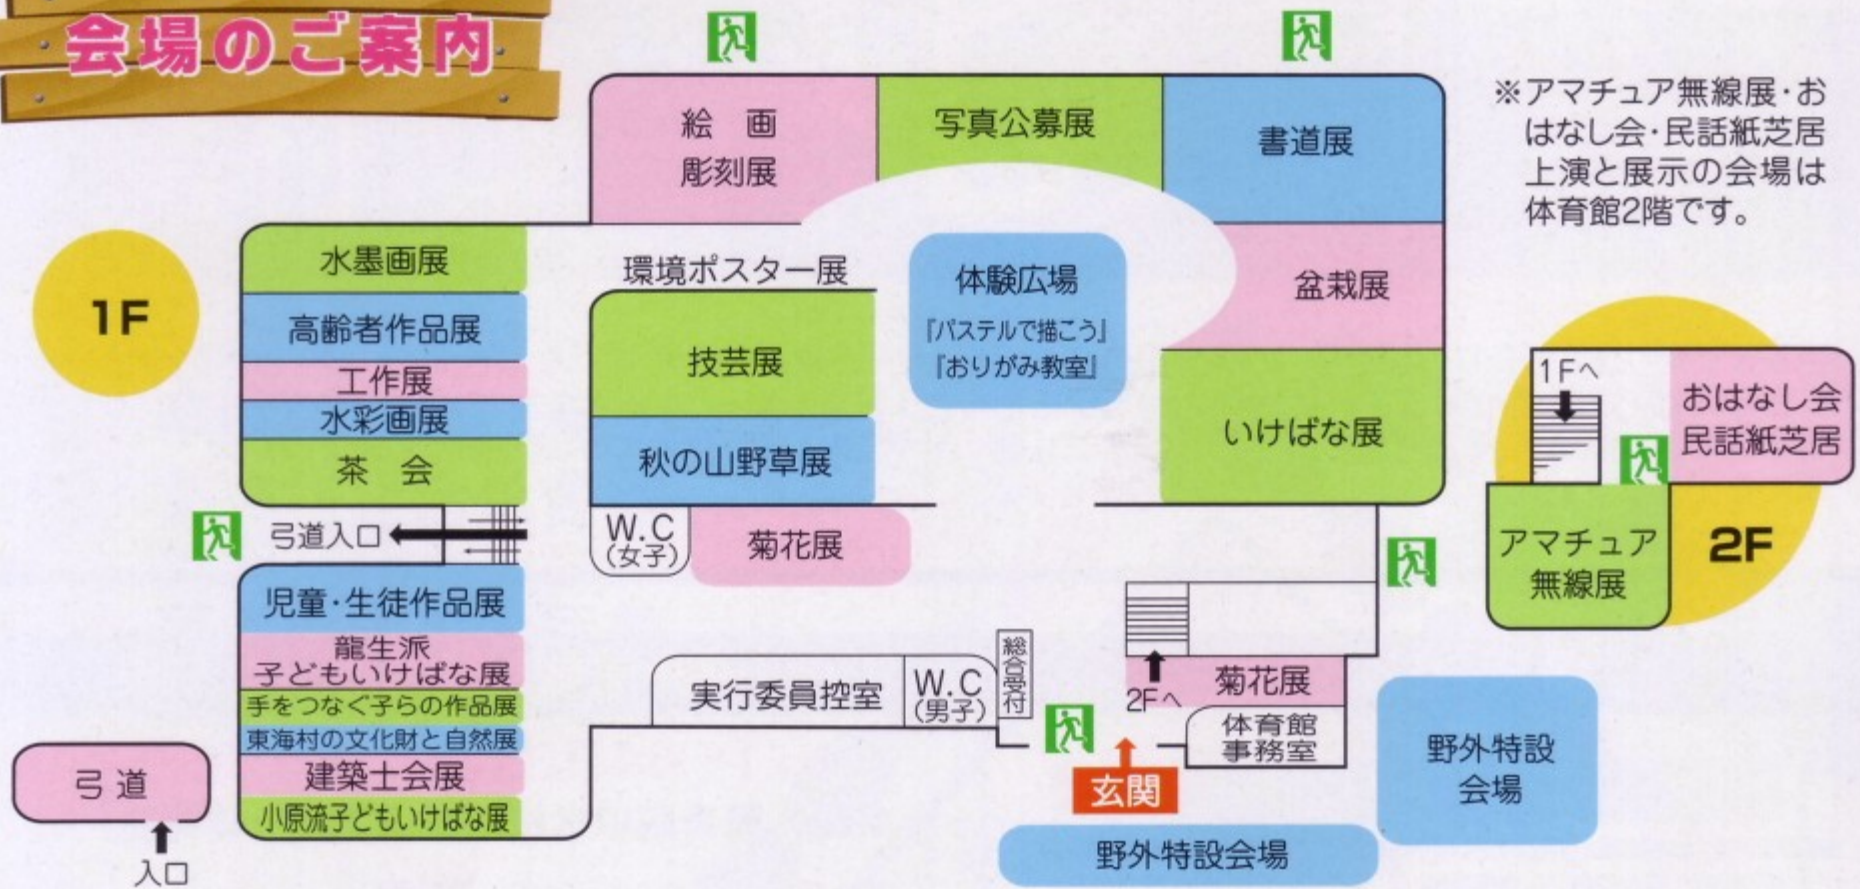 会場のご案内
絵　画
彫刻展
写真公募展
書道展
※アマチュア無線展・お
はなし会・民話紙芝居
上演と展示の会場は
体育館2階です。
1F
水墨画展
高齢者作品展
工作展
水彩画展
茶　会
環境ポスター展
技芸展
秋の山野草展
体験広場
『パステルで描こう』
『おりがみ教室』
盆栽展
いけばな展
1Fへ
おはなし会
民話紙芝居
アマチュア
無線展
2F
弓道入口
W.C
(女子)
菊花展
児童・生徒作品展
龍生派
子どもいけばな展
手をつなぐ子らの作品展
東海村の文化財と自然展
建築士会展
小原流子どもいけばな展
弓道
入口
実行委員控室
W.C
(男子)
総合受付
2Fへ
菊花展
体育館
事務室
玄関
野外特設
会場
野外特設会場